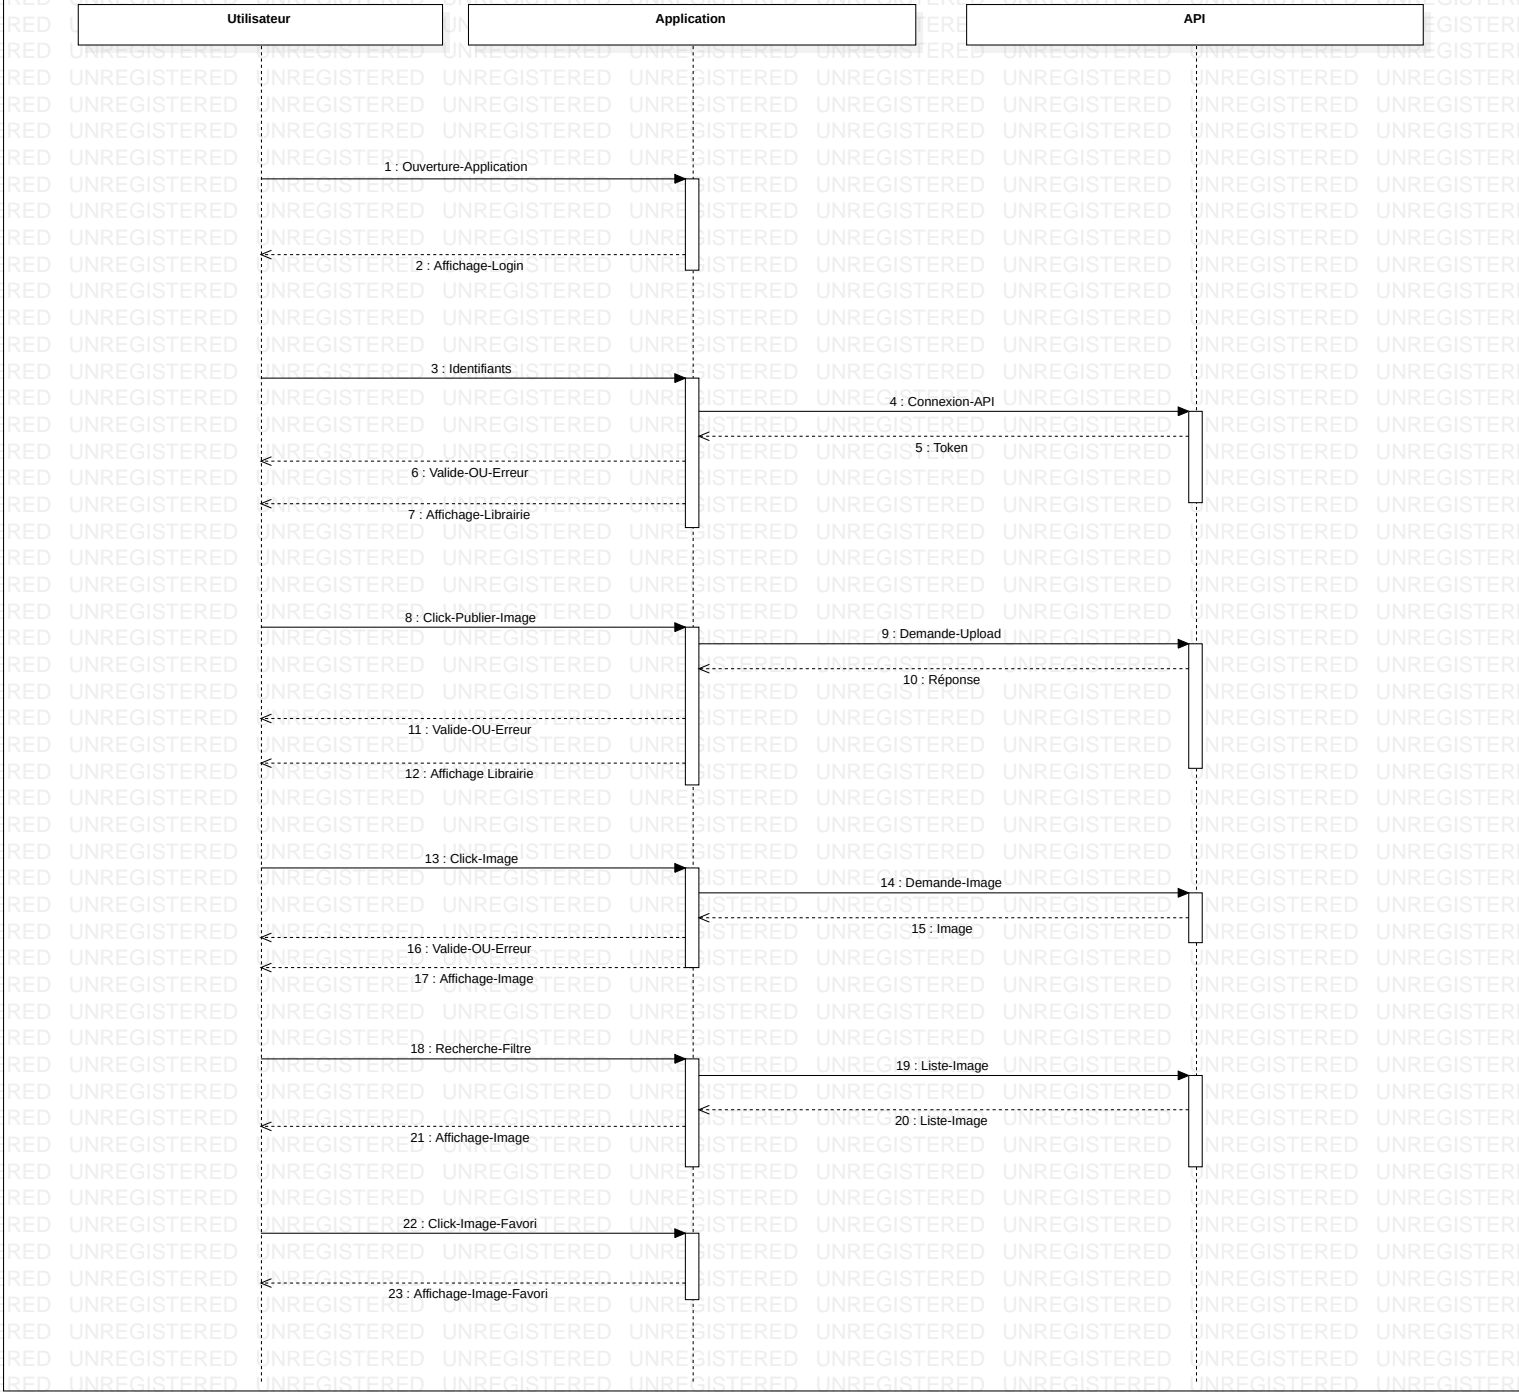 Utilisateur
Application
API
1 : Ouverture-Application
2 : Affichage-Login
3 : Identifiants
4 : Connexion-API
5 : Token
6 : Valide-OU-Erreur
7 : Affichage-Librairie
8 : Click-Publier-Image
9 : Demande-Upload
10 : Réponse
11 : Valide-OU-Erreur
12 : Affichage Librairie
13 : Click-Image
14 : Demande-Image
15 : Image
16 : Valide-OU-Erreur
17 : Affichage-Image
18 : Recherche-Filtre
19 : Liste-Image
20 : Liste-Image
21 : Affichage-Image
22 : Click-Image-Favori
23 : Affichage-Image-Favori
UNREGISTERED